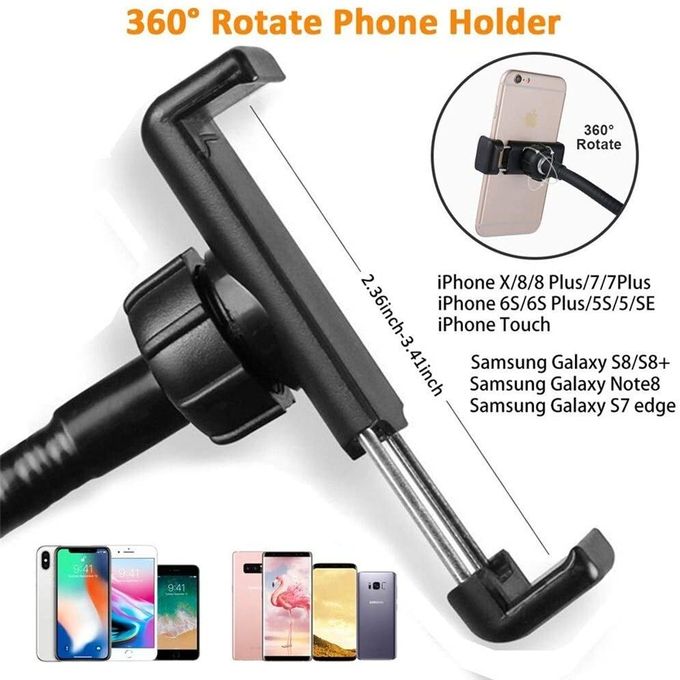 360° Rotate Phone Holder
360°
Rotate
2.36inch-3.41inch
iPhone X/8/8 Plus/7/7Plus
iPhone 6S/6S Plus/5S/5/SE
iPhone Touch
Samsung Galaxy S8/S8+
Samsung Galaxy Note8
Samsung Galaxy S7 edge